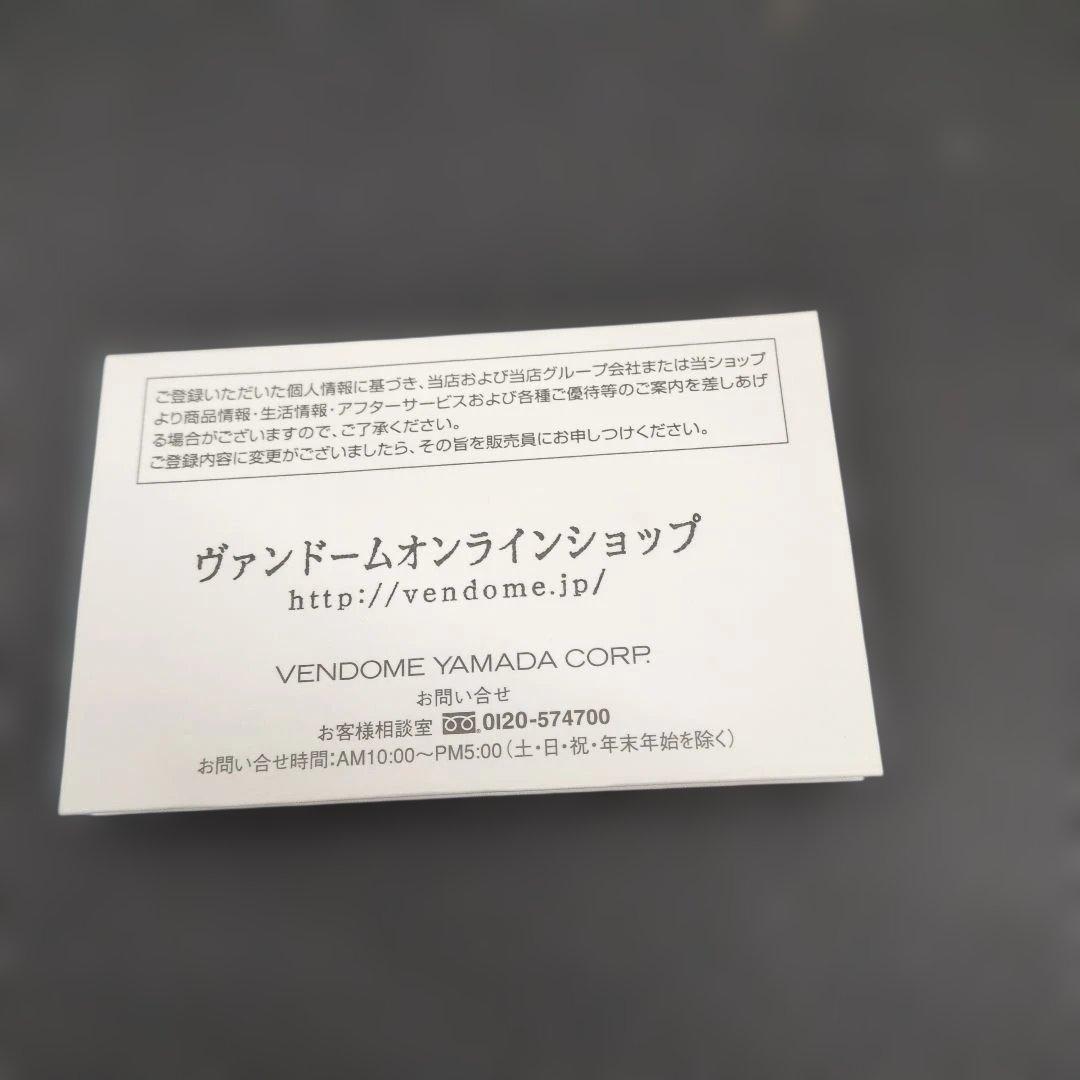 ご登録いただいた個人情報に基づき、当店および当店グループ会社または当ショップ
より商品情報・生活情報・アフターサービスおよび各種ご優待等のご案内を差しあげ
る場合がございますので、ご了承ください。
ご登録内容に変更がございましたら、その旨を販売員にお申しつけください。
ヴァンドームオンラインショップ
http://vendome.jp/
VENDOME YAMADA CORP.
お問い合せ
お客様相談室 0120-574700
お問い合せ時間：AM10:00〜PM5:00（土・日・祝・年末年始を除く）